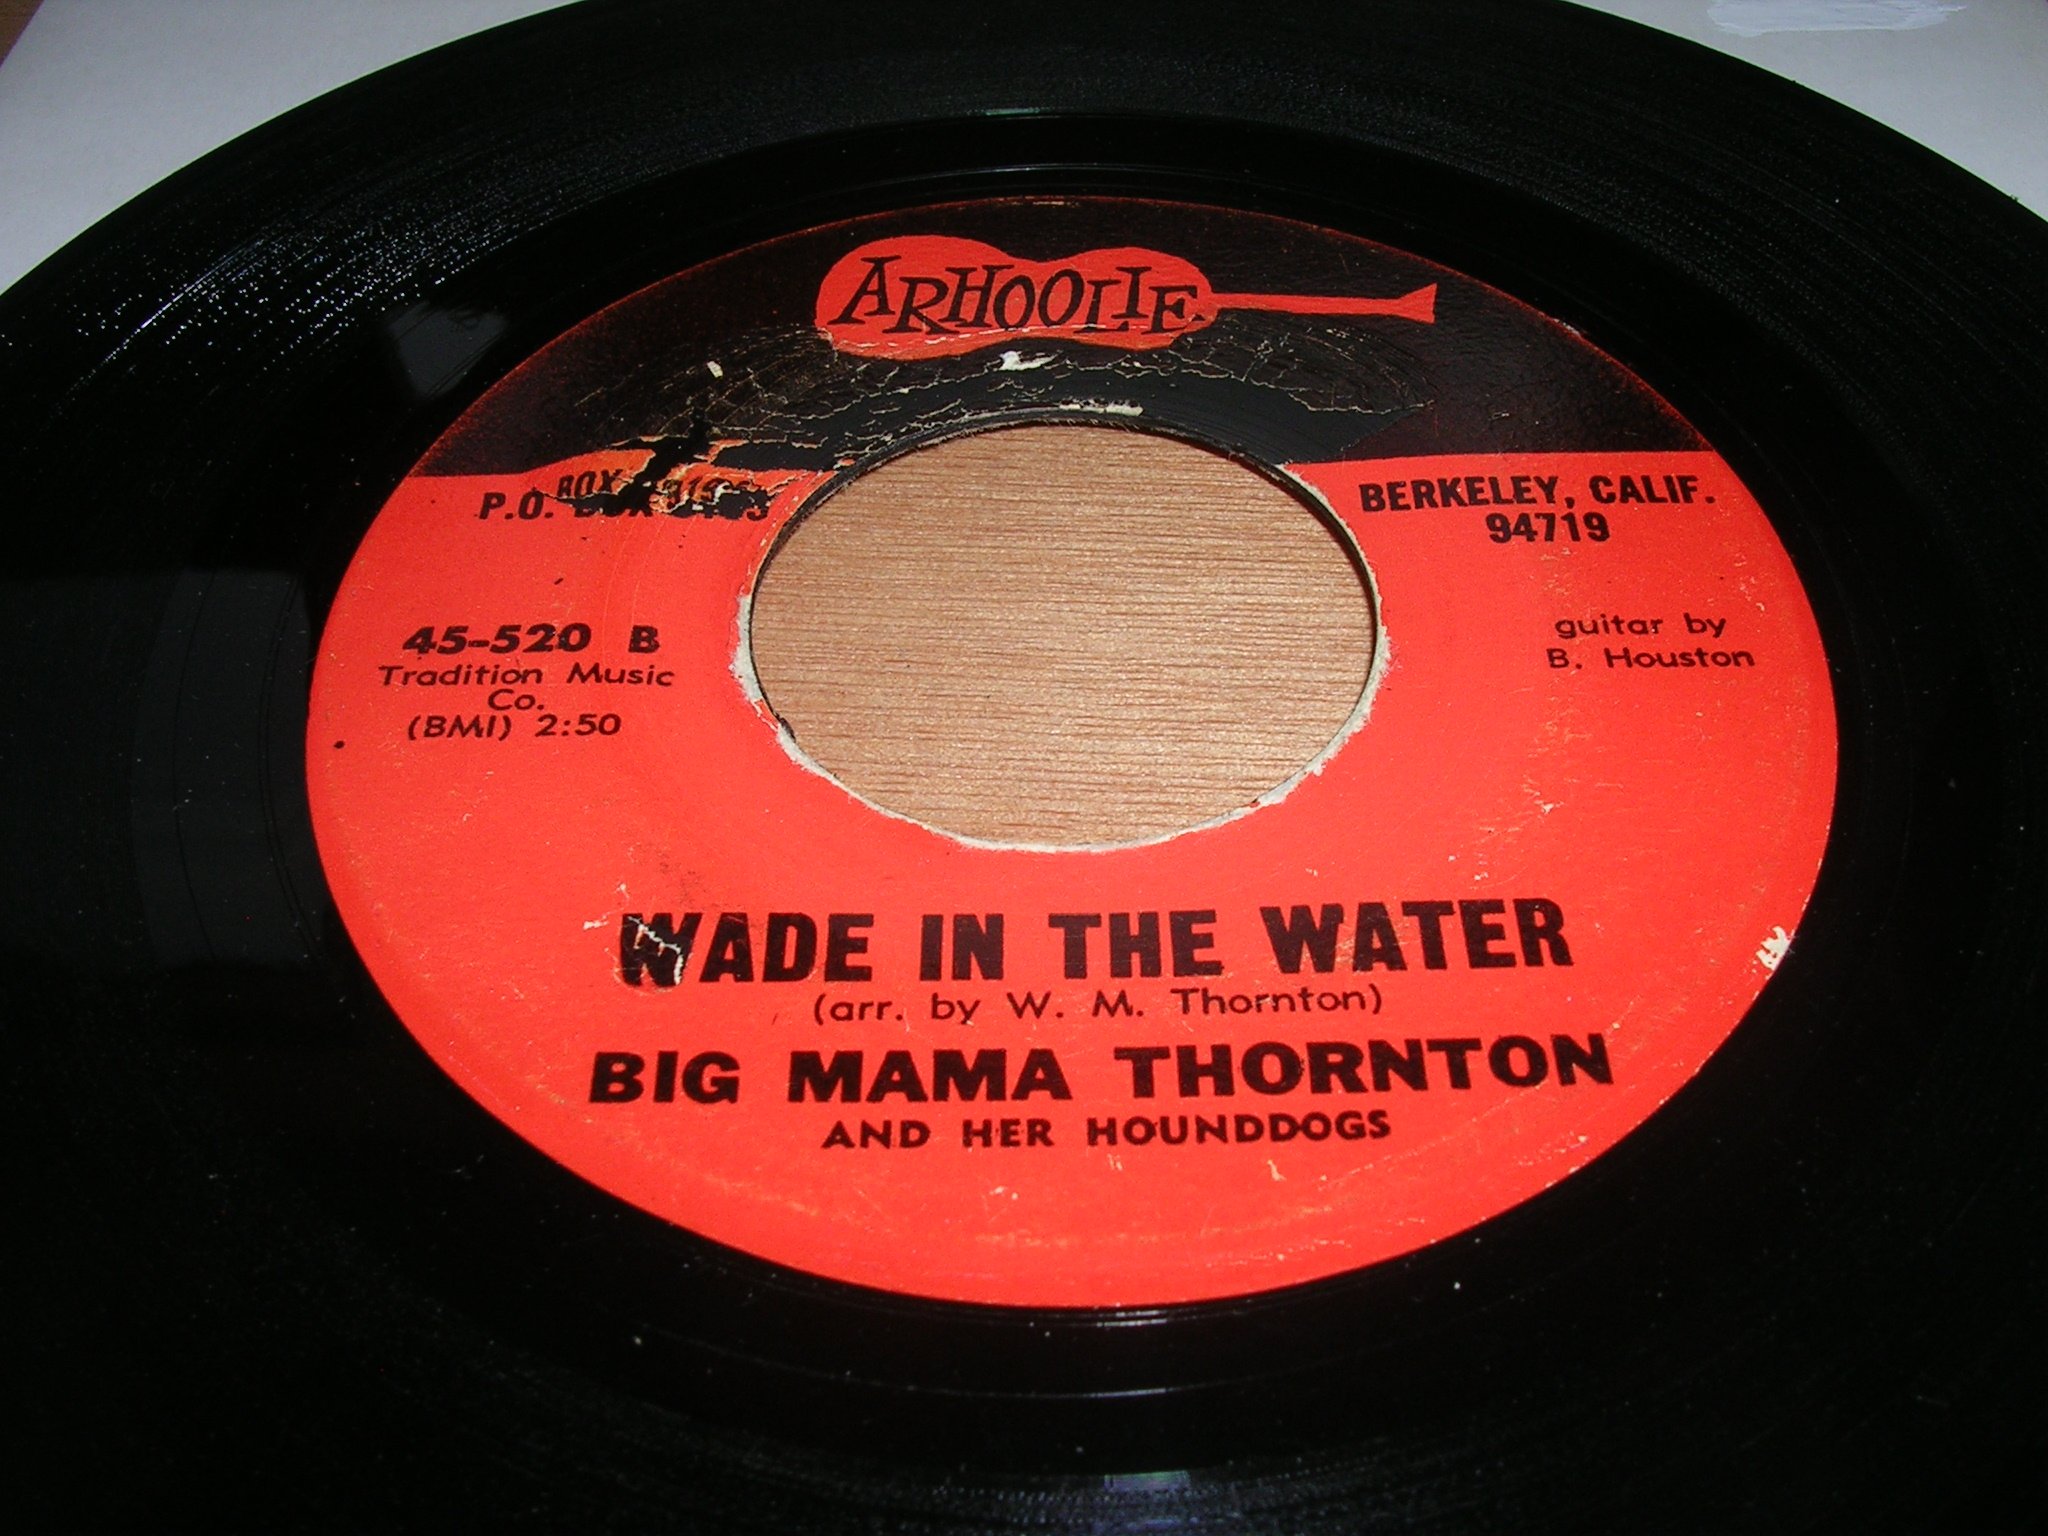 ARHOOLIE
P.O. BOX
BERKELEY, CALIF.
94719
45-520 B
Tradition Music
Co.
(BMI) 2:50
guitar by
B. Houston
WADE IN THE WATER
(arr. by W. M. Thornton)
BIG MAMA THORNTON
AND HER HOUNDDOGS